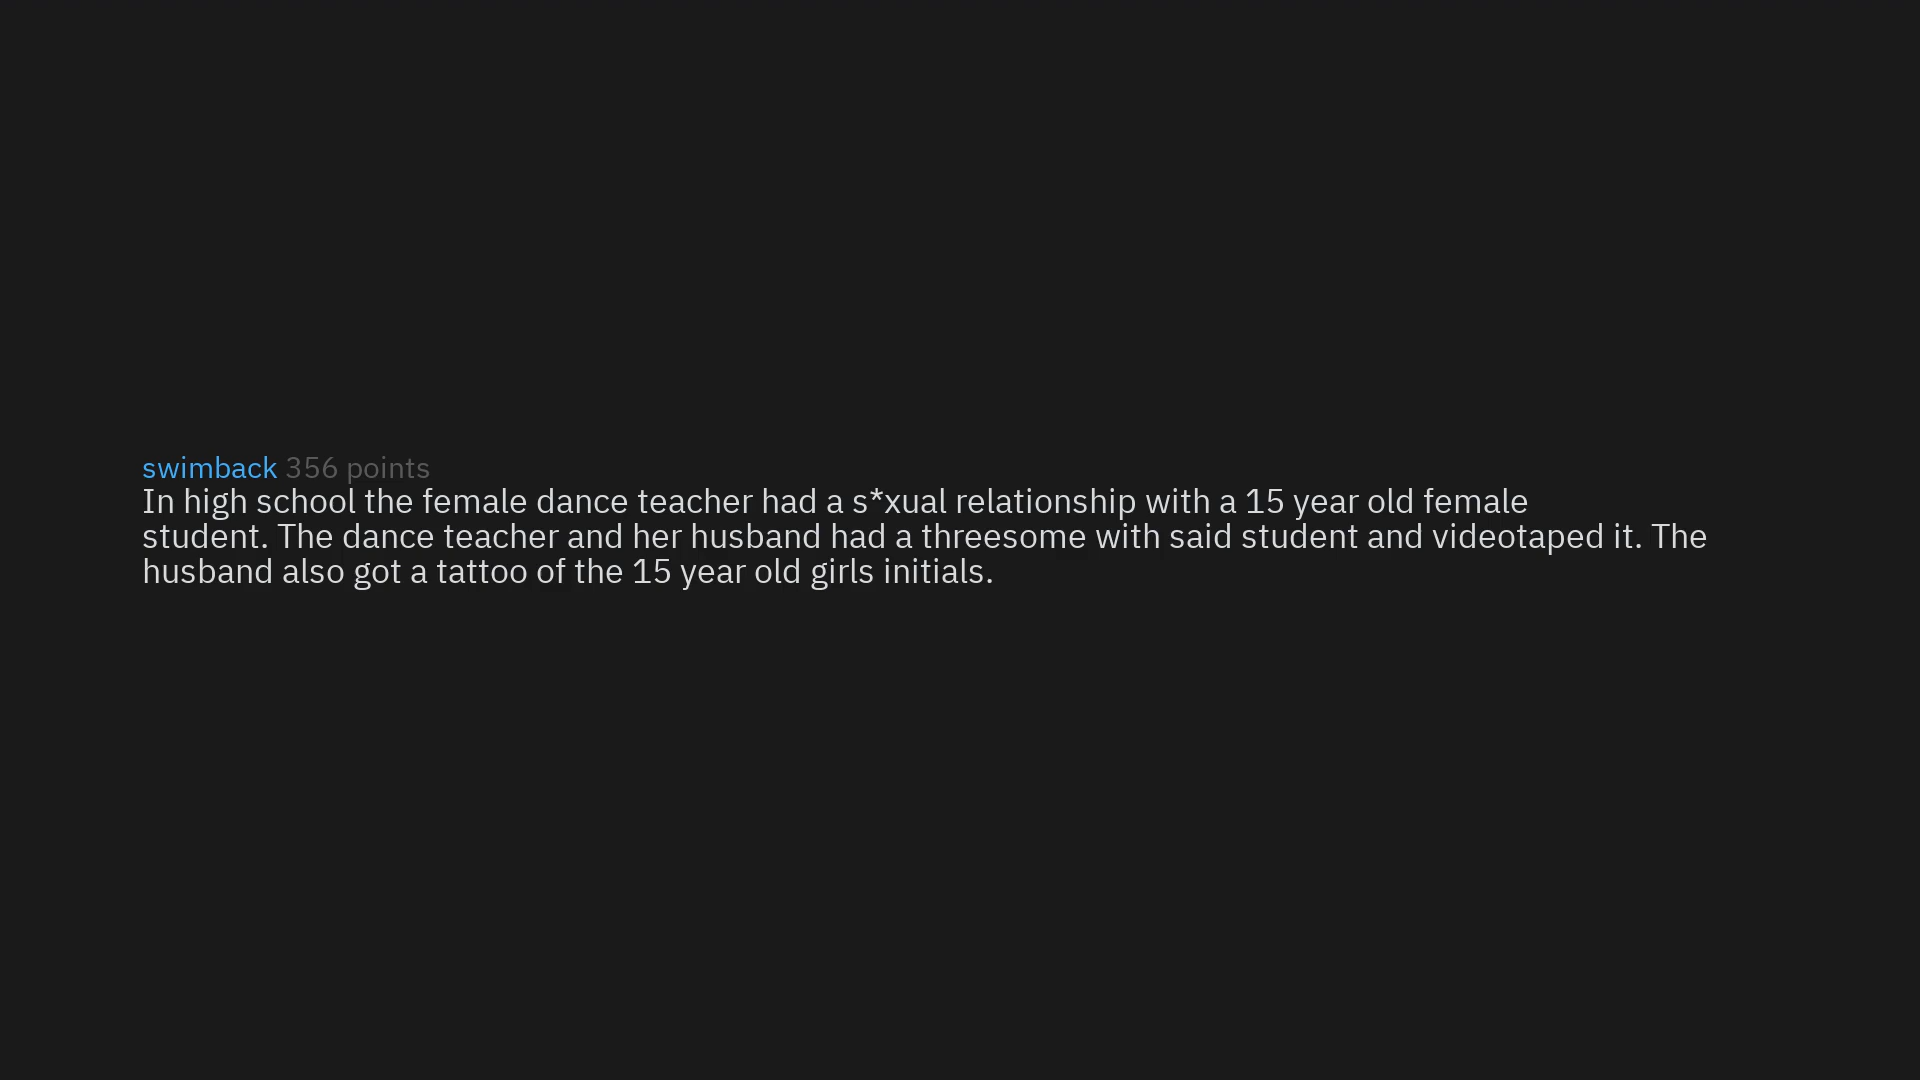 swimback 356 points
In high school the female dance teacher had a s*xual relationship with a 15 year old female
student. The dance teacher and her husband had a threesome with said student and videotaped it. The
husband also got a tattoo of the 15 year old girls initials.